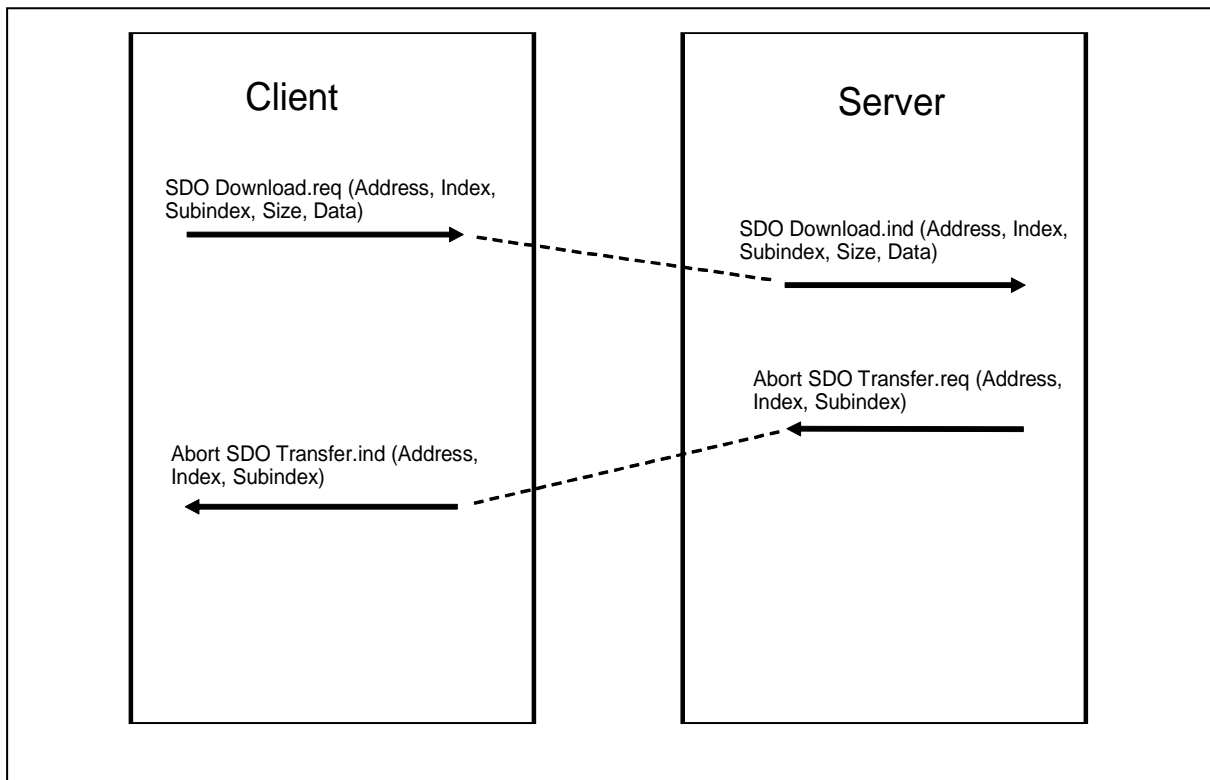 Client
Server
SDO Download.req (Address, Index,
Subindex, Size, Data)
SDO Download.ind (Address, Index,
Subindex, Size, Data)
Abort SDO Transfer.req (Address,
Index, Subindex)
Abort SDO Transfer.ind (Address,
Index, Subindex)